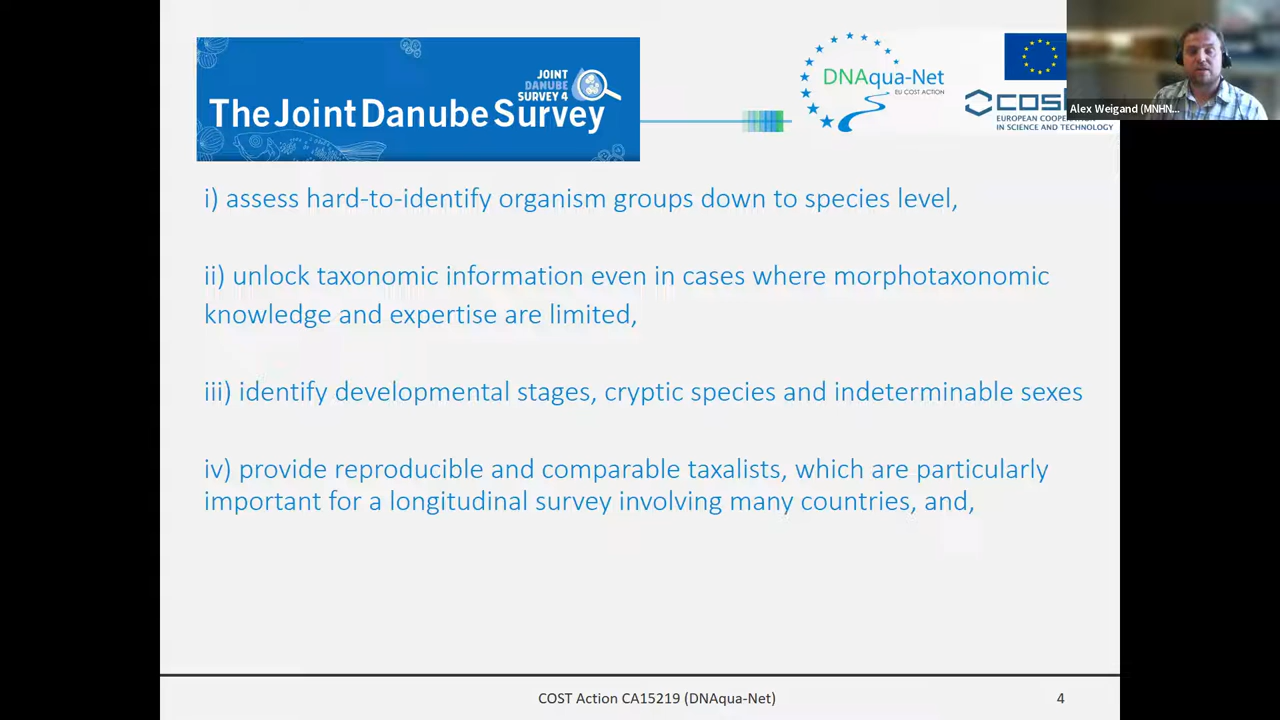 JOINT
DANUBE
SURVEY 4
The Joint Danube Survey
DNAqua-Net
EU COST ACTION
EUROPEAN COOPERATION
IN SCIENCE AND TECHNOLOGY
Alex Weigand (MNHN...
i) assess hard-to-identify organism groups down to species level,
ii) unlock taxonomic information even in cases where morphotaxonomic
knowledge and expertise are limited,
iii) identify developmental stages, cryptic species and indeterminable sexes
iv) provide reproducible and comparable taxalists, which are particularly
important for a longitudinal survey involving many countries, and,
COST Action CA15219 (DNAqua-Net)
4